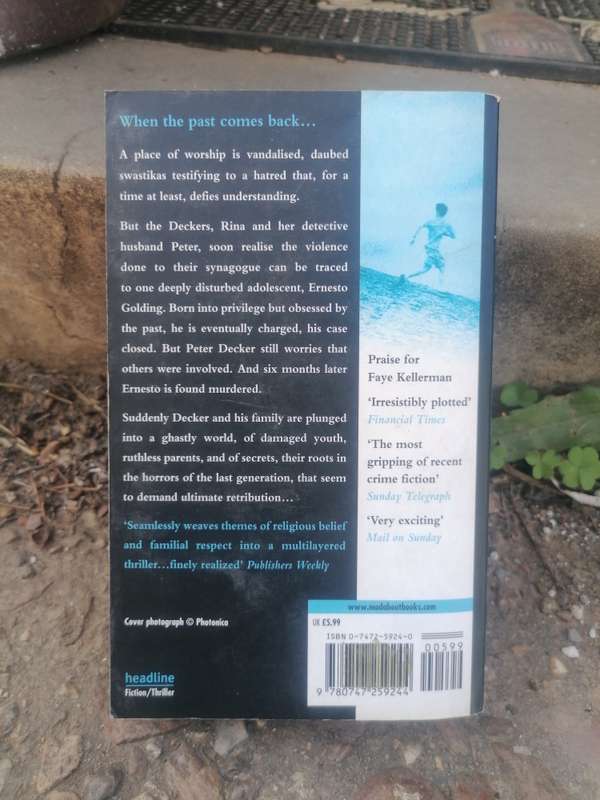 When the past comes back...
A place of worship is vandalised, daubed
swastikas testifying to a hatred that, for a
time at least, defies understanding.
But the Deckers, Rina and her detective
husband Peter, soon realise the violence
done to their synagogue can be traced
to one deeply disturbed adolescent, Ernesto
Golding. Born into privilege but obsessed by
the past, he is eventually charged, his case
closed. But Peter Decker still worries that
others were involved. And six months later
Ernesto is found murdered.
Suddenly Decker and his family are plunged
into a ghastly world, of damaged youth,
ruthless parents, and of secrets, their roots in
the horrors of the last generation, that seem
to demand ultimate retribution...
'Seamlessly weaves themes of religious belief
and familial respect into a multilayered
thriller...finely realized' Publishers Weekly
Cover photograph © Photonica
headline
Fiction/Thriller
Praise for
Faye Kellerman
'Irresistibly plotted'
Financial Times
'The most
gripping of recent
crime fiction'
Sunday Telegraph
'Very exciting'
Mail on Sunday
www.madaboutbooks.com
UK £5.99
ISBN 0-7472-5924-0
00599
9 780747 259244